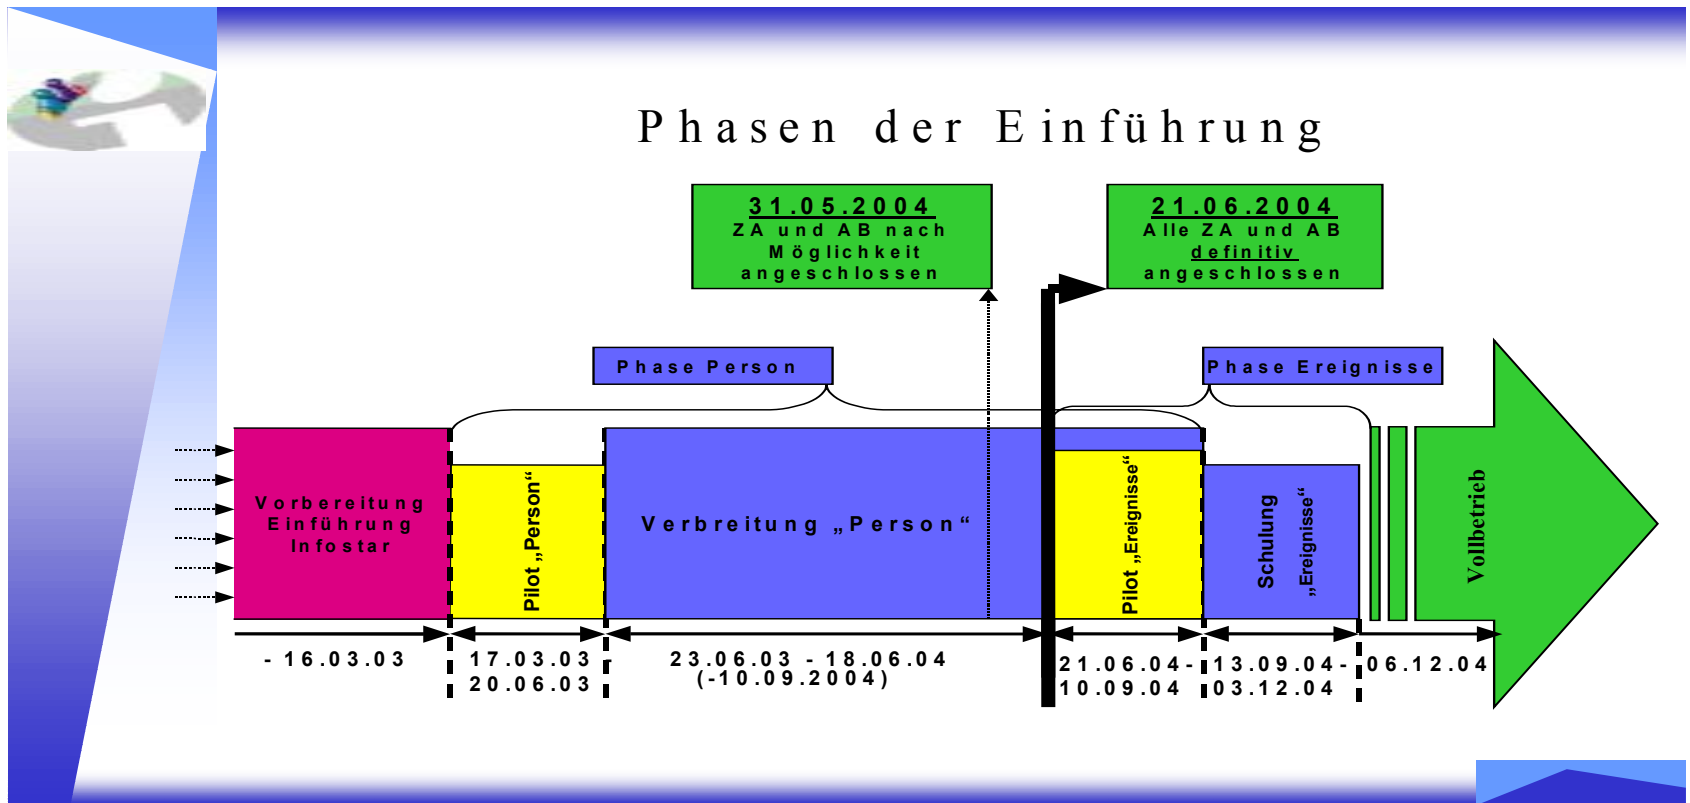 Phasen der Einführung
31.05.2004
ZA und AB nach
Möglichkeit
angeschlossen
21.06.2004
Alle ZA und AB
definitiv
angeschlossen
Phase Person
Phase Ereignisse
Vorbereitung
Einführung
Infostar
Pilot „Person“
Verbreitung „Person“
Pilot „Ereignisse“
Schulung
„Ereignisse“
Vollbetrieb
- 16.03.03
17.03.03 -
20.06.03
23.06.03 - 18.06.04
(-10.09.2004)
21.06.04-
10.09.04
13.09.04-
03.12.04
06.12.04